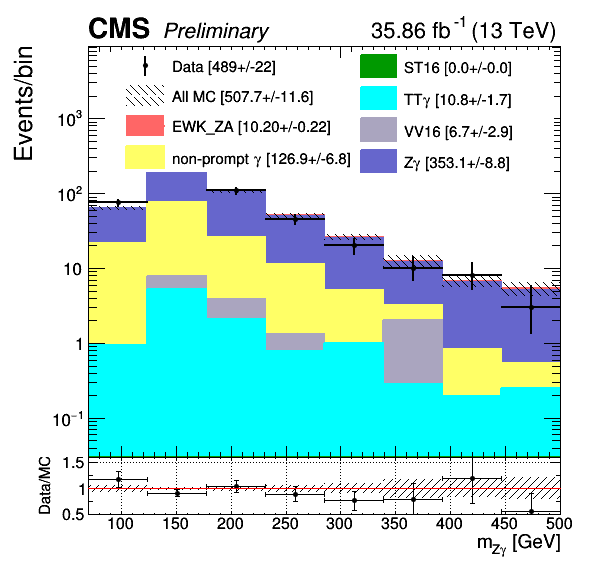 CMS Preliminary 35.86 fb⁻¹ (13 TeV)
Events/bin
Data [489+/-22]
All MC [507.7+/-11.6]
EWK_ZA [10.20+/-0.22]
non-prompt γ [126.9+/-6.8]
ST16 [0.0+/-0.0]
TTγ [10.8+/-1.7]
VV16 [6.7+/-2.9]
Zγ [353.1+/-8.8]
10³
10²
10
1
10⁻¹
Data/MC
1.5
1
0.5
100 150 200 250 300 350 400 450 500
m_Zγ [GeV]